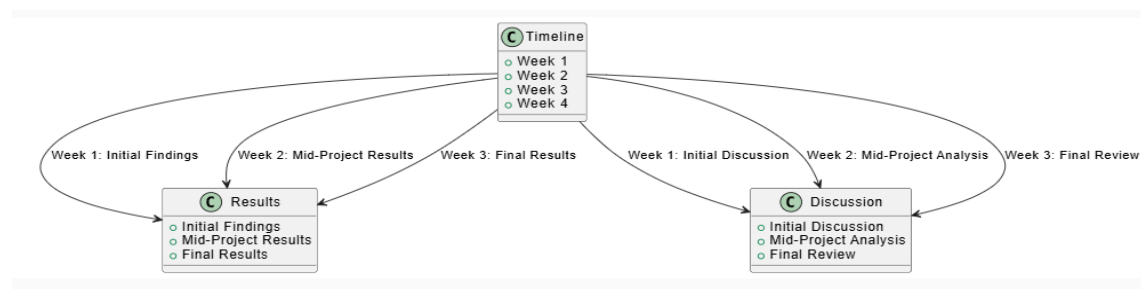 C Timeline
Week 1
Week 2
Week 3
Week 4
Week 1: Initial Findings
Week 2: Mid-Project Results
Week 3: Final Results
Week 1: Initial Discussion
Week 2: Mid-Project Analysis
Week 3: Final Review
C Results
Initial Findings
Mid-Project Results
Final Results
C Discussion
Initial Discussion
Mid-Project Analysis
Final Review